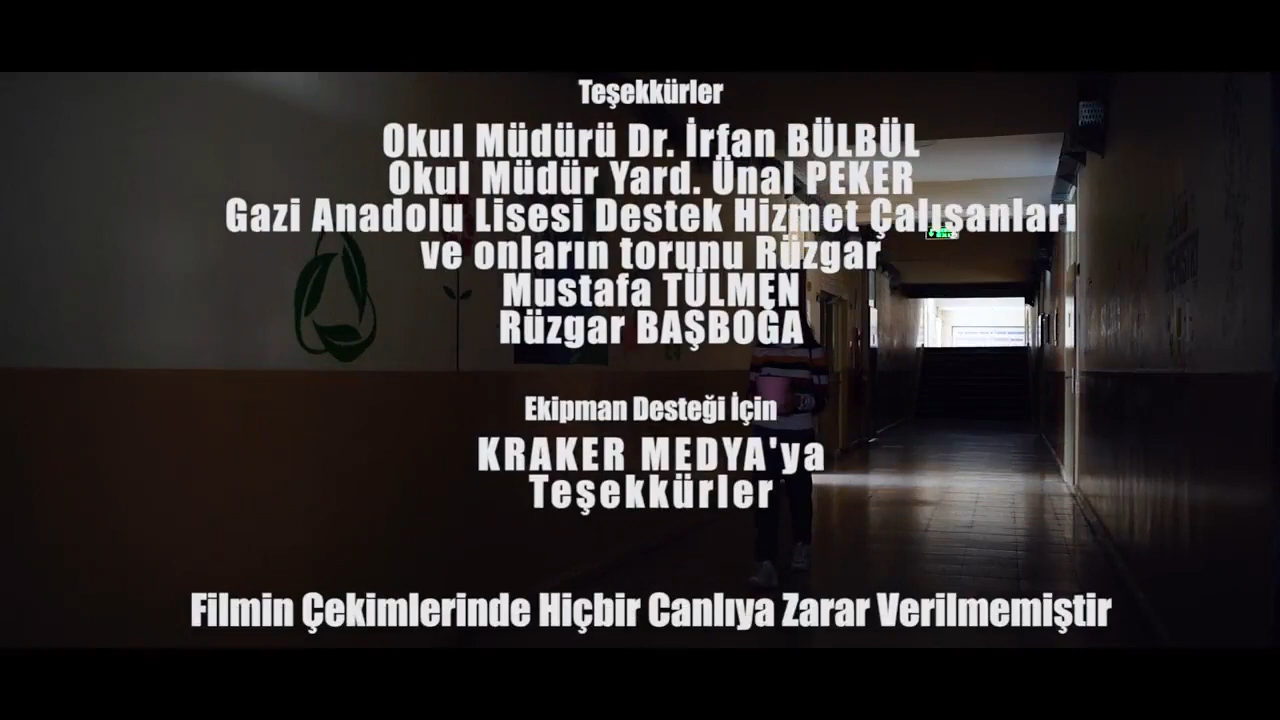 Teşekkürler
Okul Müdürü Dr. İrfan BÜLBÜL
Okul Müdür Yard. Ünal PEKER
Gazi Anadolu Lisesi Destek Hizmet Çalışanları
ve onların torunu Rüzgar
Mustafa TÜLMEN
Rüzgar BAŞBOĞA
Ekipman Desteği İçin
KRAKER MEDYA'ya
Teşekkürler
Filmin Çekimlerinde Hiçbir Canlıya Zarar Verilmemiştir